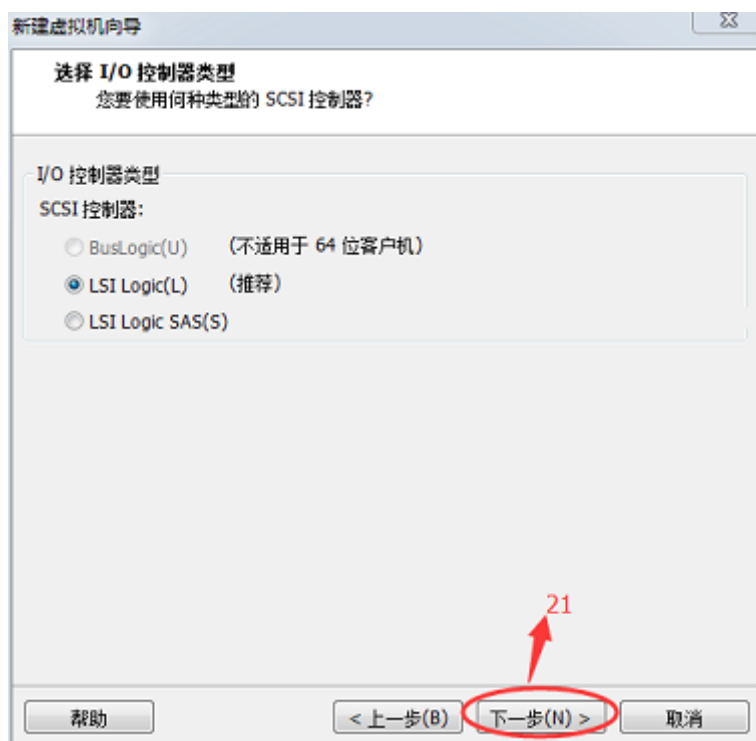 新建虚拟机向导
选择 I/O 控制器类型
您要使用何种类型的 SCSI 控制器?
I/O 控制器类型
SCSI 控制器:
BusLogic(U) (不适用于 64 位客户机)
LSI Logic(L) (推荐)
LSI Logic SAS(S)
21
帮助 < 上一步(B) 下一步(N) > 取消